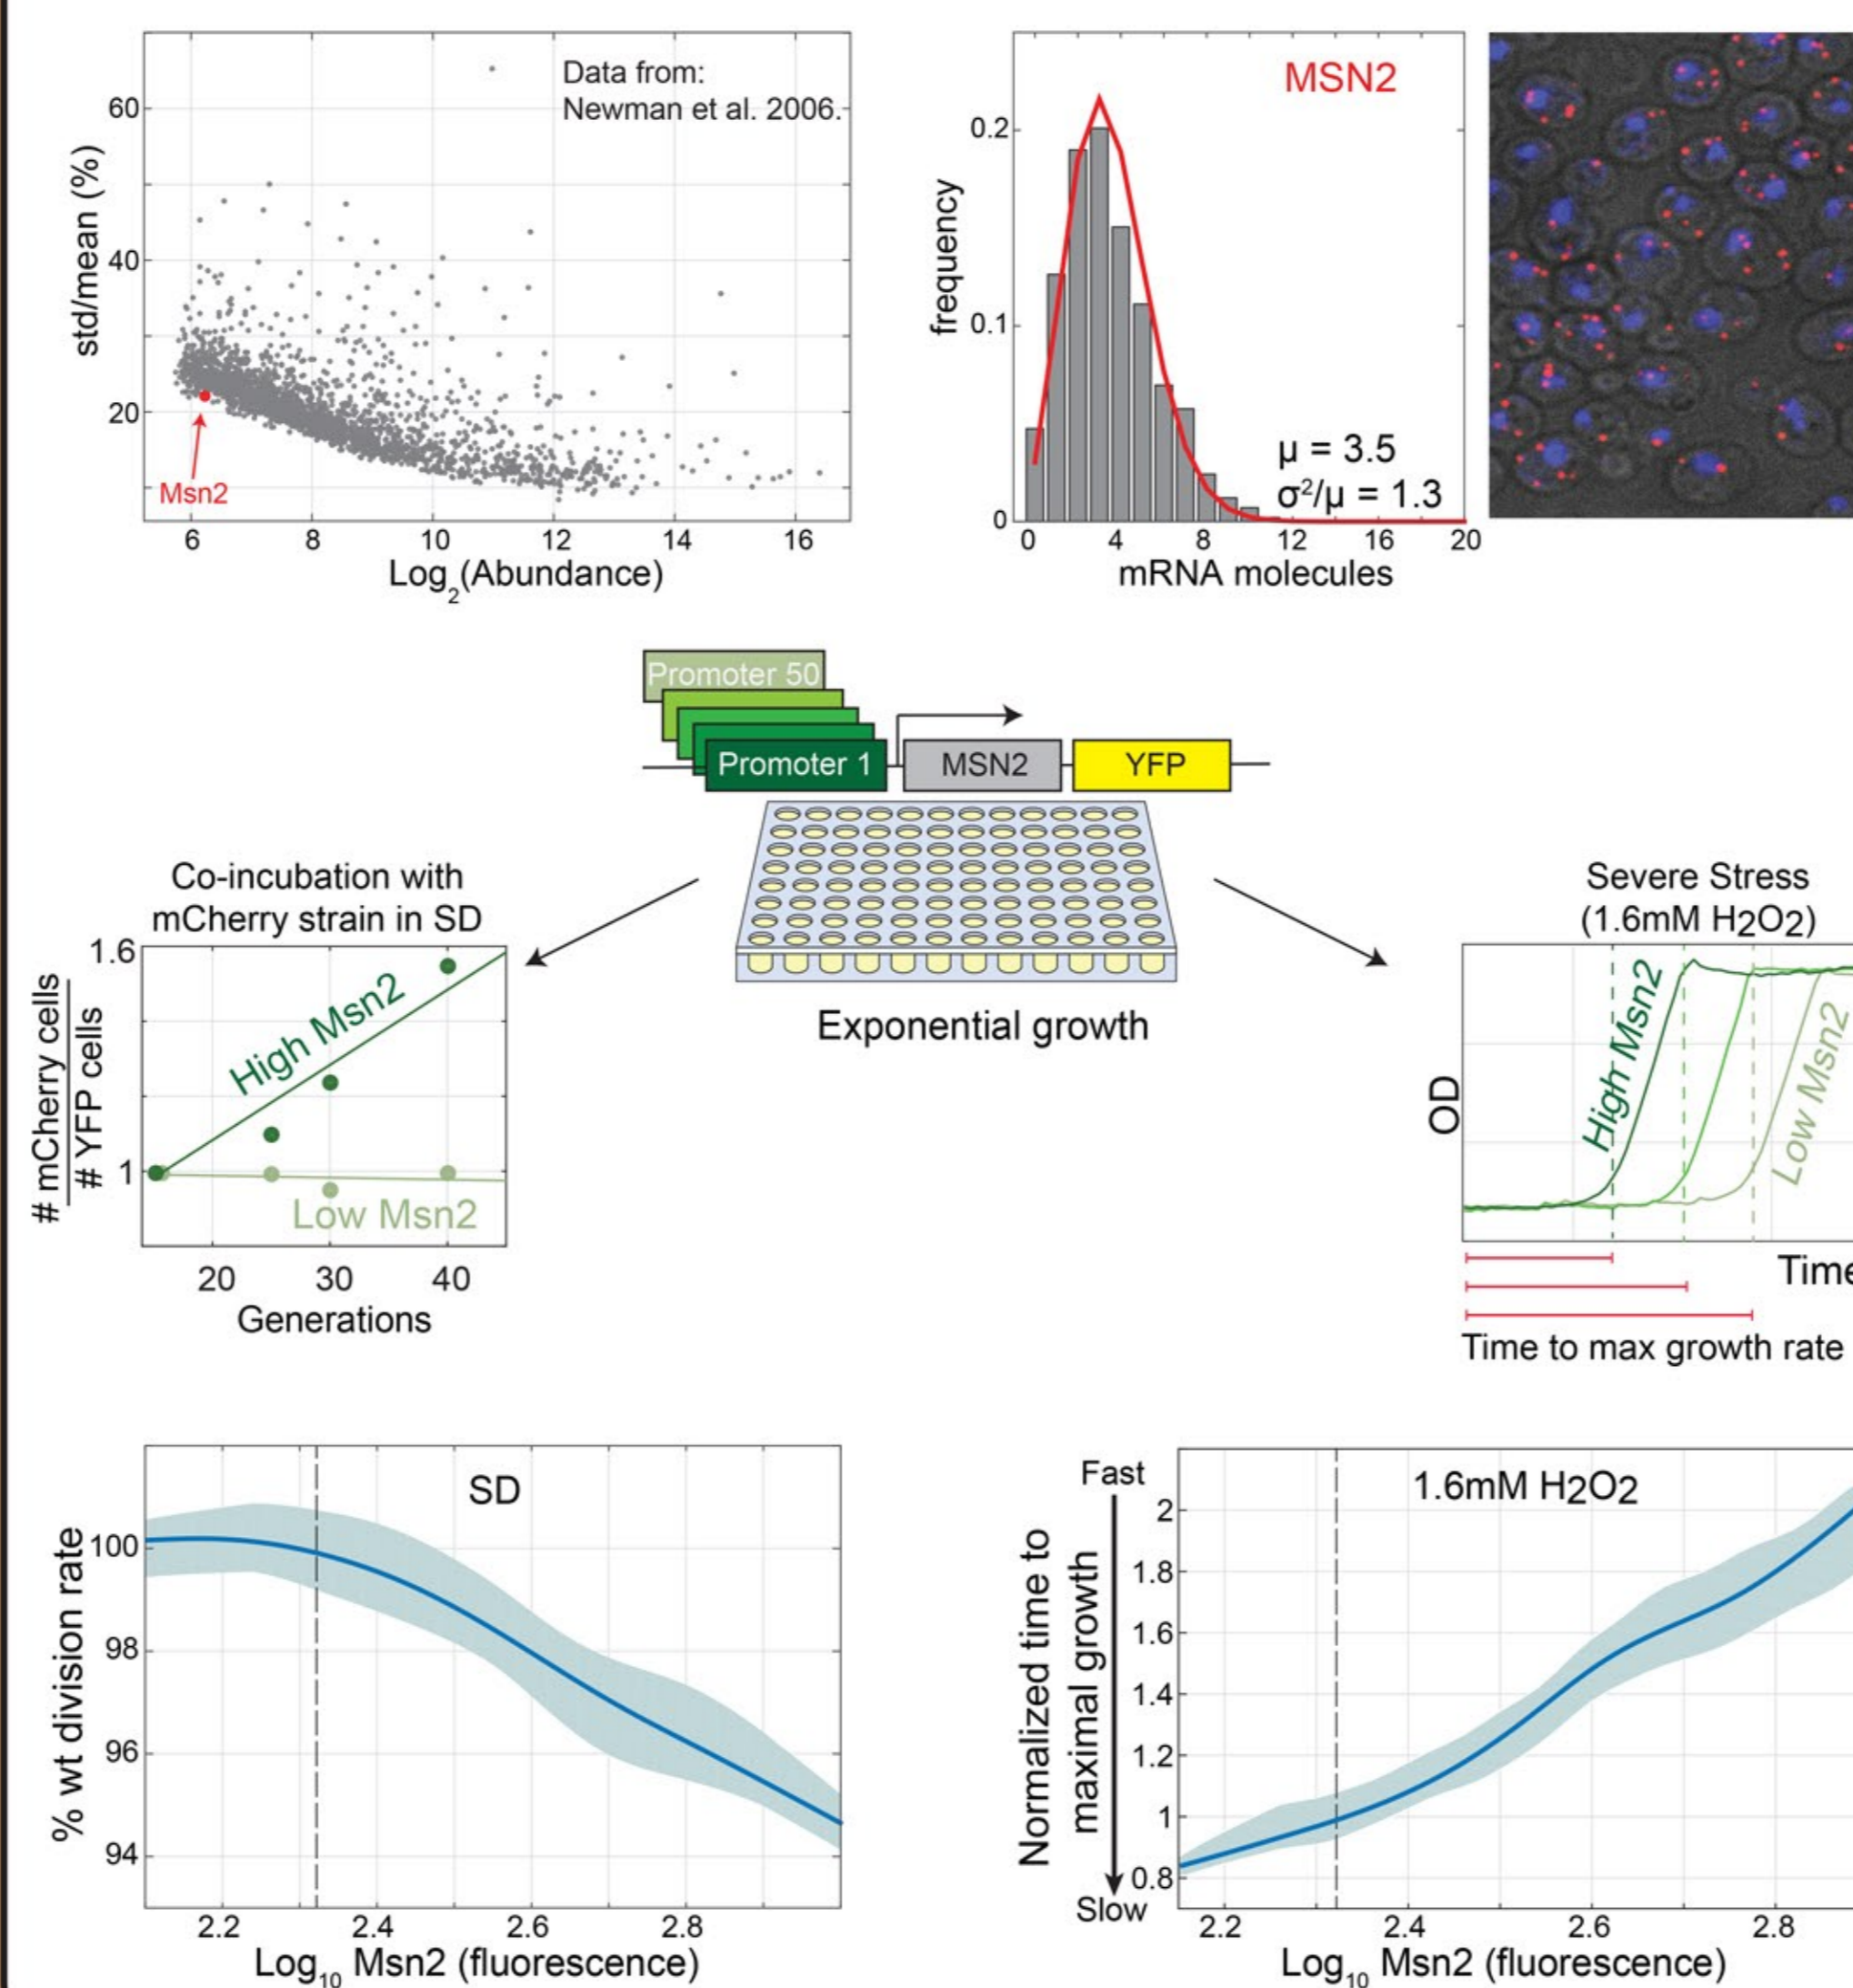 60
40
20
std/mean (%)
Data from:
Newman et al. 2006.
Msn2
6 8 10 12 14 16
Log₂(Abundance)
MSN2
0.2
0.1
0
frequency
μ = 3.5
σ²/μ = 1.3
0 4 8 12 16 20
mRNA molecules
Promoter 50
Promoter 1
MSN2
YFP
Exponential growth
Co-incubation with
mCherry strain in SD
1.6
1
# mCherry cells
# YFP cells
High Msn2
Low Msn2
20 30 40
Generations
Severe Stress
(1.6mM H2O2)
OD
High Msn2
Low Msn2
Time
Time to max growth rate
SD
100
98
96
94
% wt division rate
2.2 2.4 2.6 2.8
Log₁₀ Msn2 (fluorescence)
Fast
Slow
Normalized time to
maximal growth
1.6mM H2O2
2
1.8
1.6
1.4
1.2
1
0.8
2.2 2.4 2.6 2.8
Log₁₀ Msn2 (fluorescence)